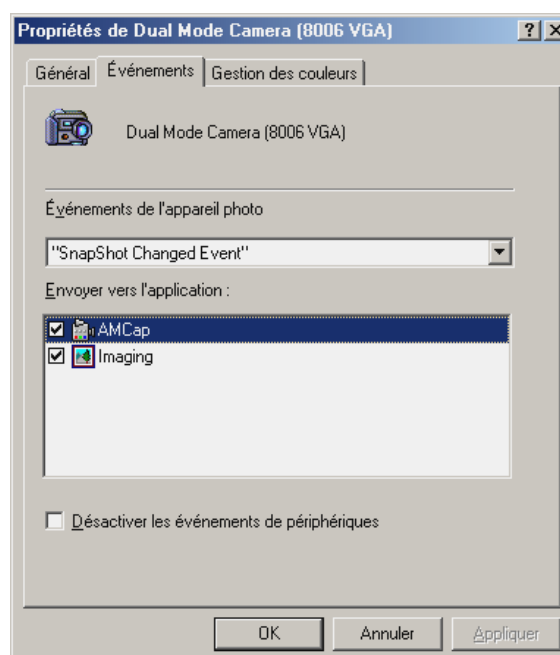 Propriétés de Dual Mode Camera (8006 VGA)
Général Événements Gestion des couleurs
Dual Mode Camera (8006 VGA)
Événements de l'appareil photo
"SnapShot Changed Event"
Envoyer vers l'application :
AMCap
Imaging
Désactiver les événements de périphériques
OK Annuler Appliquer